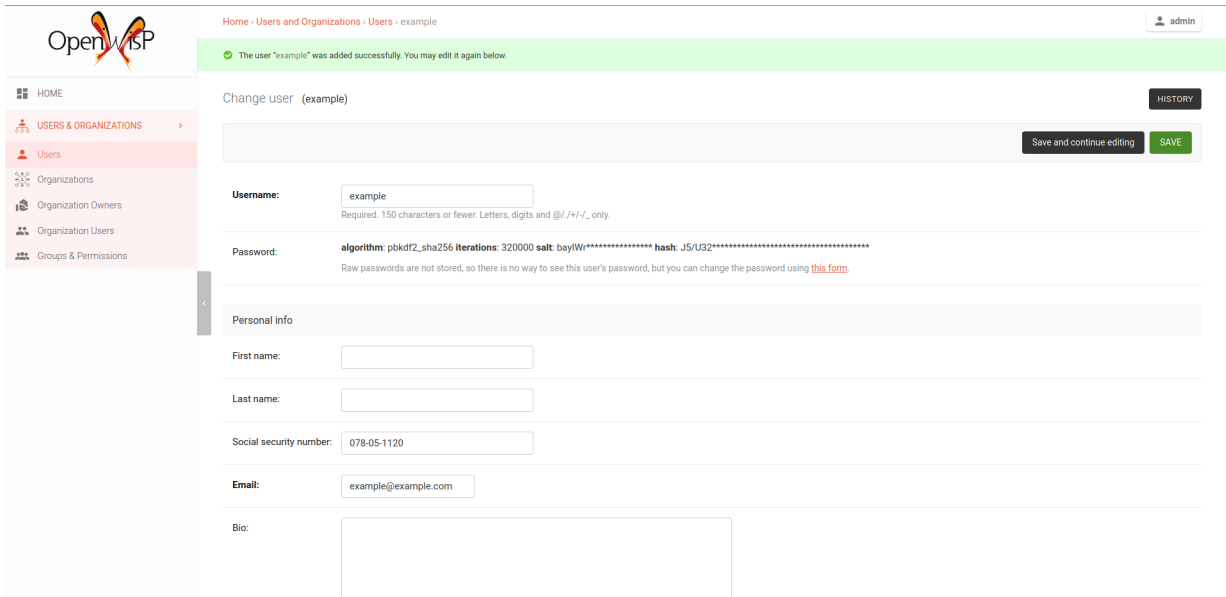 OpenWISP
Home › Users and Organizations › Users › example
admin
The user “example” was added successfully. You may edit it again below.
HOME
USERS & ORGANIZATIONS
Users
Organizations
Organization Owners
Organization Users
Groups & Permissions
Change user (example)
HISTORY
Save and continue editing SAVE
Username: example
Required. 150 characters or fewer. Letters, digits and @/./+/-/_ only.
Password: algorithm: pbkdf2_sha256 iterations: 320000 salt: bayIWr**************** hash: J5/U32**************************************
Raw passwords are not stored, so there is no way to see this user's password, but you can change the password using this form.
Personal info
First name:
Last name:
Social security number: 078-05-1120
Email: example@example.com
Bio: